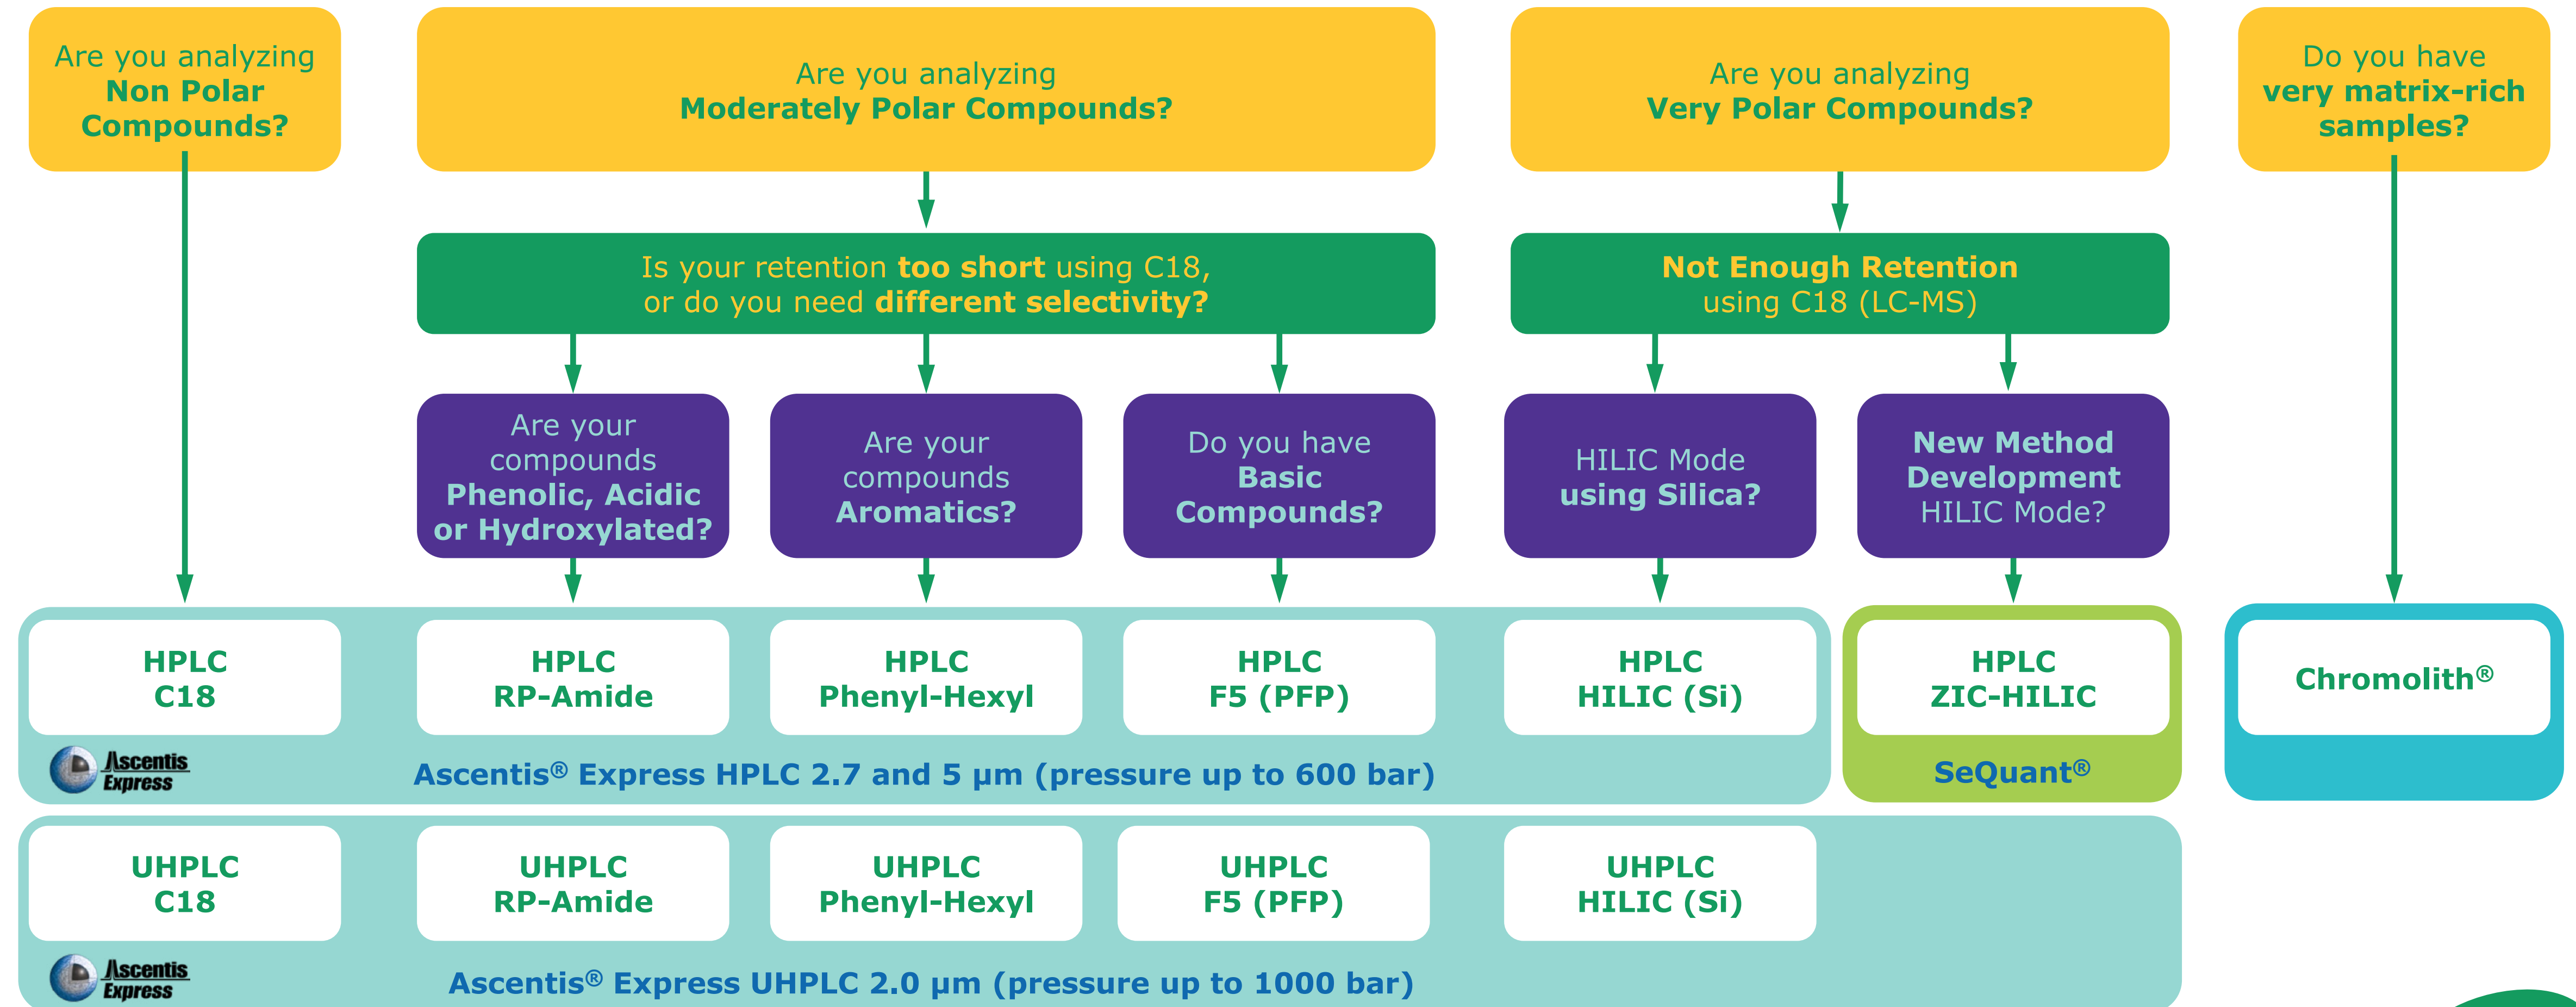 Are you analyzing
Non Polar
Compounds?
Are you analyzing
Moderately Polar Compounds?
Are you analyzing
Very Polar Compounds?
Do you have
very matrix-rich
samples?
Is your retention too short using C18,
or do you need different selectivity?
Not Enough Retention
using C18 (LC-MS)
Are your
compounds
Phenolic, Acidic
or Hydroxylated?
Are your
compounds
Aromatics?
Do you have
Basic
Compounds?
HILIC Mode
using Silica?
New Method
Development
HILIC Mode?
HPLC
C18
HPLC
RP-Amide
HPLC
Phenyl-Hexyl
HPLC
F5 (PFP)
HPLC
HILIC (Si)
HPLC
ZIC-HILIC
Chromolith®
Ascentis
Express
Ascentis® Express HPLC 2.7 and 5 µm (pressure up to 600 bar)
SeQuant®
UHPLC
C18
UHPLC
RP-Amide
UHPLC
Phenyl-Hexyl
UHPLC
F5 (PFP)
UHPLC
HILIC (Si)
Ascentis
Express
Ascentis® Express UHPLC 2.0 µm (pressure up to 1000 bar)